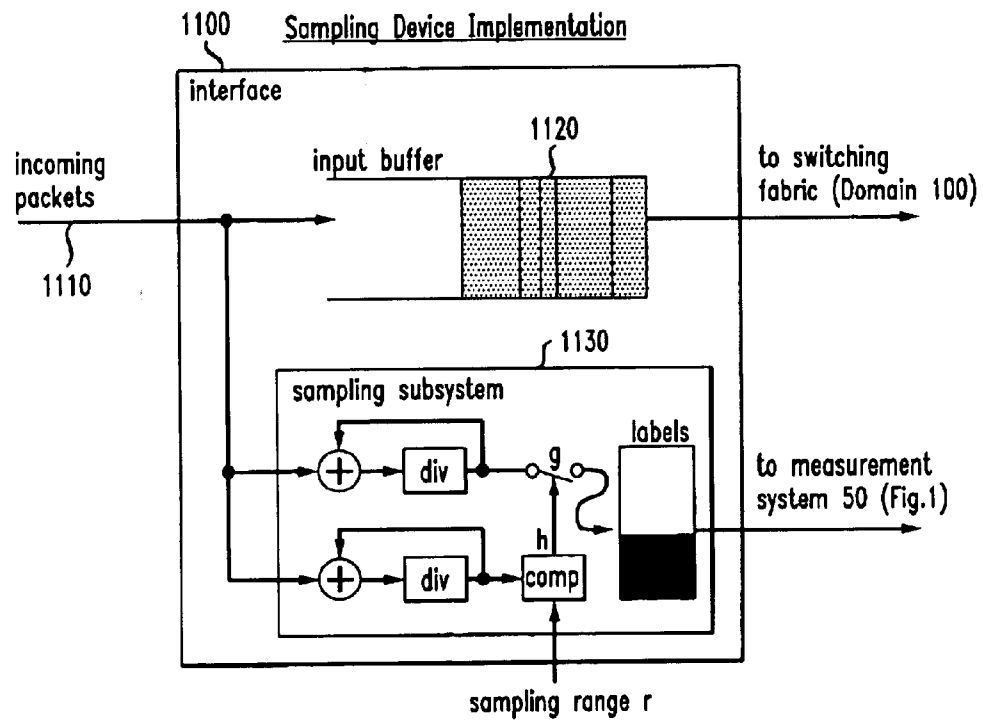 Sampling Device Implementation
1100
interface
incoming
packets
1110
input buffer
1120
to switching
fabric (Domain 100)
1130
sampling subsystem
+
div
g
labels
to measurement
system 50 (Fig.1)
+
div
h
comp
sampling range r